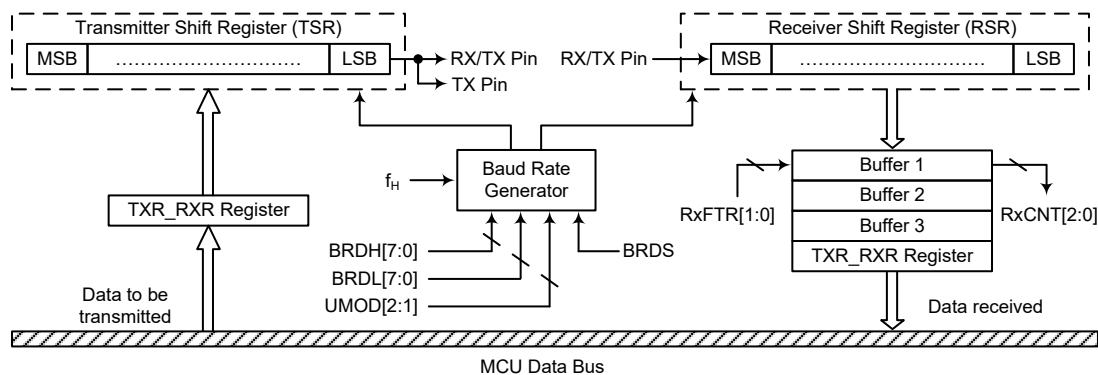 Transmitter Shift Register (TSR)
Receiver Shift Register (RSR)
MSB ................................ LSB
RX/TX Pin
TX Pin
RX/TX Pin
MSB ................................ LSB
Baud Rate
Generator
fH
Buffer 1
Buffer 2
Buffer 3
TXR_RXR Register
RxFTR[1:0]
RxCNT[2:0]
TXR_RXR Register
BRDH[7:0]
BRDL[7:0]
UMOD[2:1]
BRDS
Data to be
transmitted
Data received
MCU Data Bus